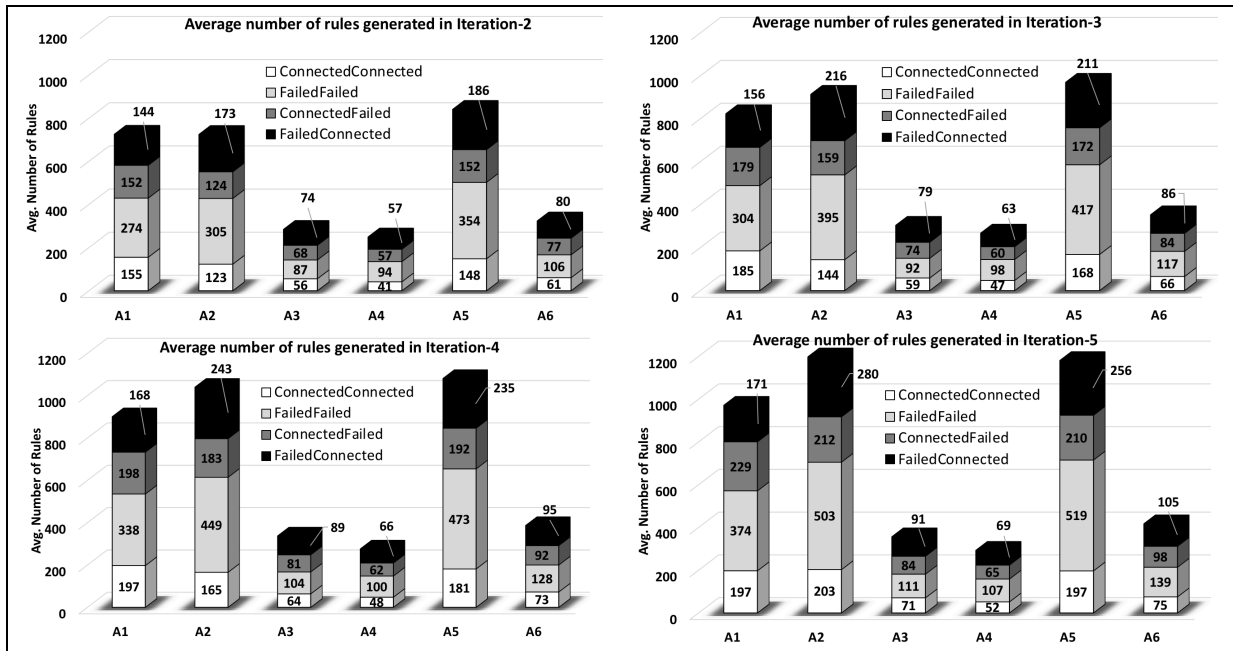 Average number of rules generated in Iteration-2
Avg. Number of Rules
1200
1000
800
600
400
200
0
ConnectedConnected
FailedFailed
ConnectedFailed
FailedConnected
144 173 74 57 186 80
152 124 68 57 152 77
274 305 87 94 354 106
155 123 56 41 148 61
A1 A2 A3 A4 A5 A6
Average number of rules generated in Iteration-3
Avg. Number of Rules
1200
1000
800
600
400
200
0
ConnectedConnected
FailedFailed
ConnectedFailed
FailedConnected
156 216 79 63 211 86
179 159 74 60 172 84
304 395 92 98 417 117
185 144 59 47 168 66
A1 A2 A3 A4 A5 A6
Average number of rules generated in Iteration-4
Avg. Number of Rules
1200
1000
800
600
400
200
0
ConnectedConnected
FailedFailed
ConnectedFailed
FailedConnected
168 243 89 66 235 95
198 183 81 62 192 92
338 449 104 100 473 128
197 165 64 48 181 73
A1 A2 A3 A4 A5 A6
Average number of rules generated in Iteration-5
Avg. Number of Rules
1200
1000
800
600
400
200
0
ConnectedConnected
FailedFailed
ConnectedFailed
FailedConnected
171 280 91 69 256 105
229 212 84 65 210 98
374 503 111 107 519 139
197 203 71 52 197 75
A1 A2 A3 A4 A5 A6